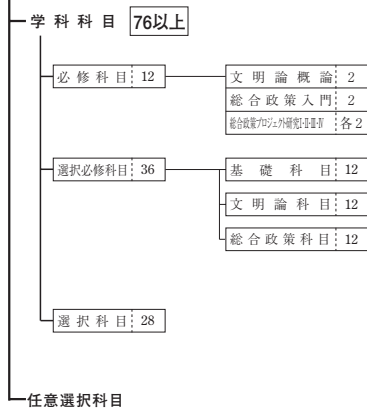 学科科目 76以上
必修科目 12
文明論概論 2
総合政策入門 2
総合政策プロジェクト研究Ⅰ・Ⅱ・Ⅲ・Ⅳ 各2
選択必修科目 36
基礎科目 12
文明論科目 12
総合政策科目 12
選択科目 28
任意選択科目